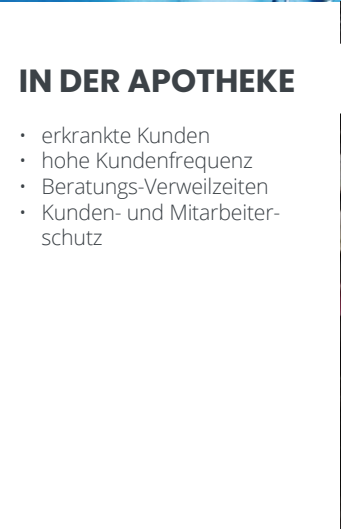 IN DER APOTHEKE
• erkrankte Kunden
• hohe Kundenfrequenz
• Beratungs-Verweilzeiten
• Kunden- und Mitarbeiter-
schutz